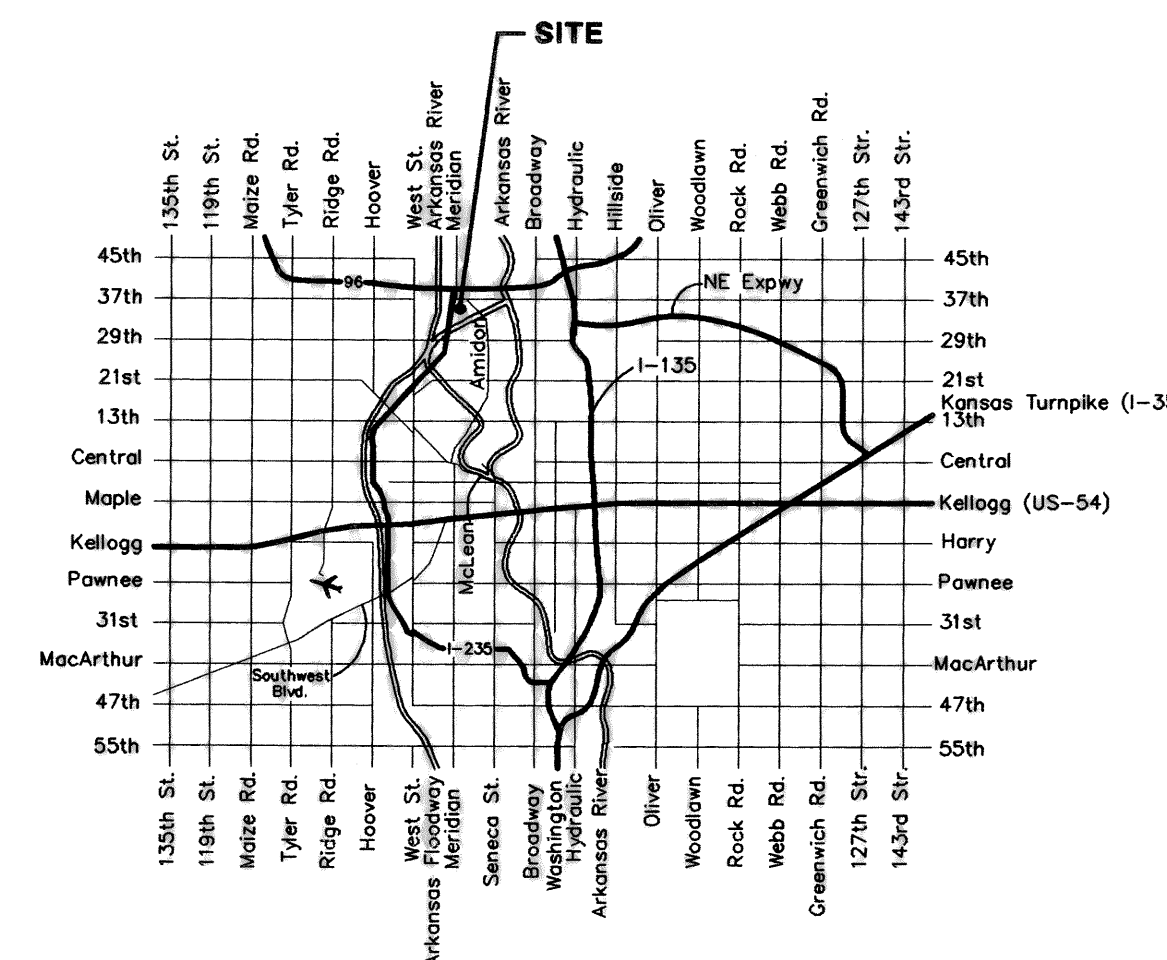 SITE
135th St.
119th St.
Maize Rd.
Tyler Rd.
Ridge Rd.
Hoover
West St.
Arkansas River
Meridian
Arkansas River
Broadway
Hydraulic
Hillside
Oliver
Woodlawn
Rock Rd.
Webb Rd.
Greenwich Rd.
127th Str.
143rd Str.
45th
37th
29th
21st
13th
Central
Maple
Kellogg
Pawnee
31st
MacArthur
47th
55th
96
NE Expwy
Amidon
I-135
McLean
I-235
Southwest
Blvd.
45th
37th
29th
21st
Kansas Turnpike (I-35
13th
Central
Kellogg (US-54)
Harry
Pawnee
31st
MacArthur
47th
55th
135th St.
119th St.
Maize Rd.
Tyler Rd.
Ridge Rd.
Hoover
West St.
Arkansas Floodway
Meridian
Seneca St.
Broadway
Washington
Hydraulic
Arkansas River
Oliver
Woodlawn
Rock Rd.
Webb Rd.
Greenwich Rd.
127th Str.
143rd Str.